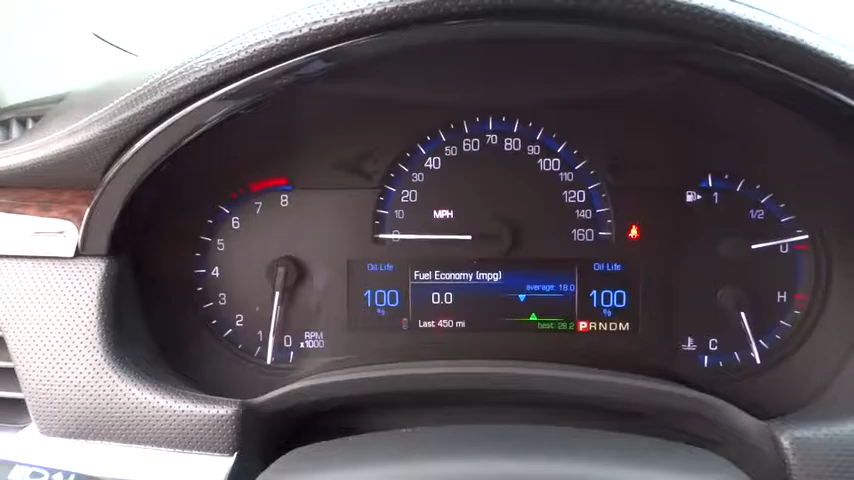 0 10 20 30 40 50 60 70 80 90 100 110 120 140 160
MPH
1 2 3 4 5 6 7 8
0 RPM
x1000
1 1/2 0
C H
Oil Life
100
%
Fuel Economy (mpg)
average: 18.0
0.0
best: 28.2
Last 450 mi
Oil Life
100
%
PRNDM